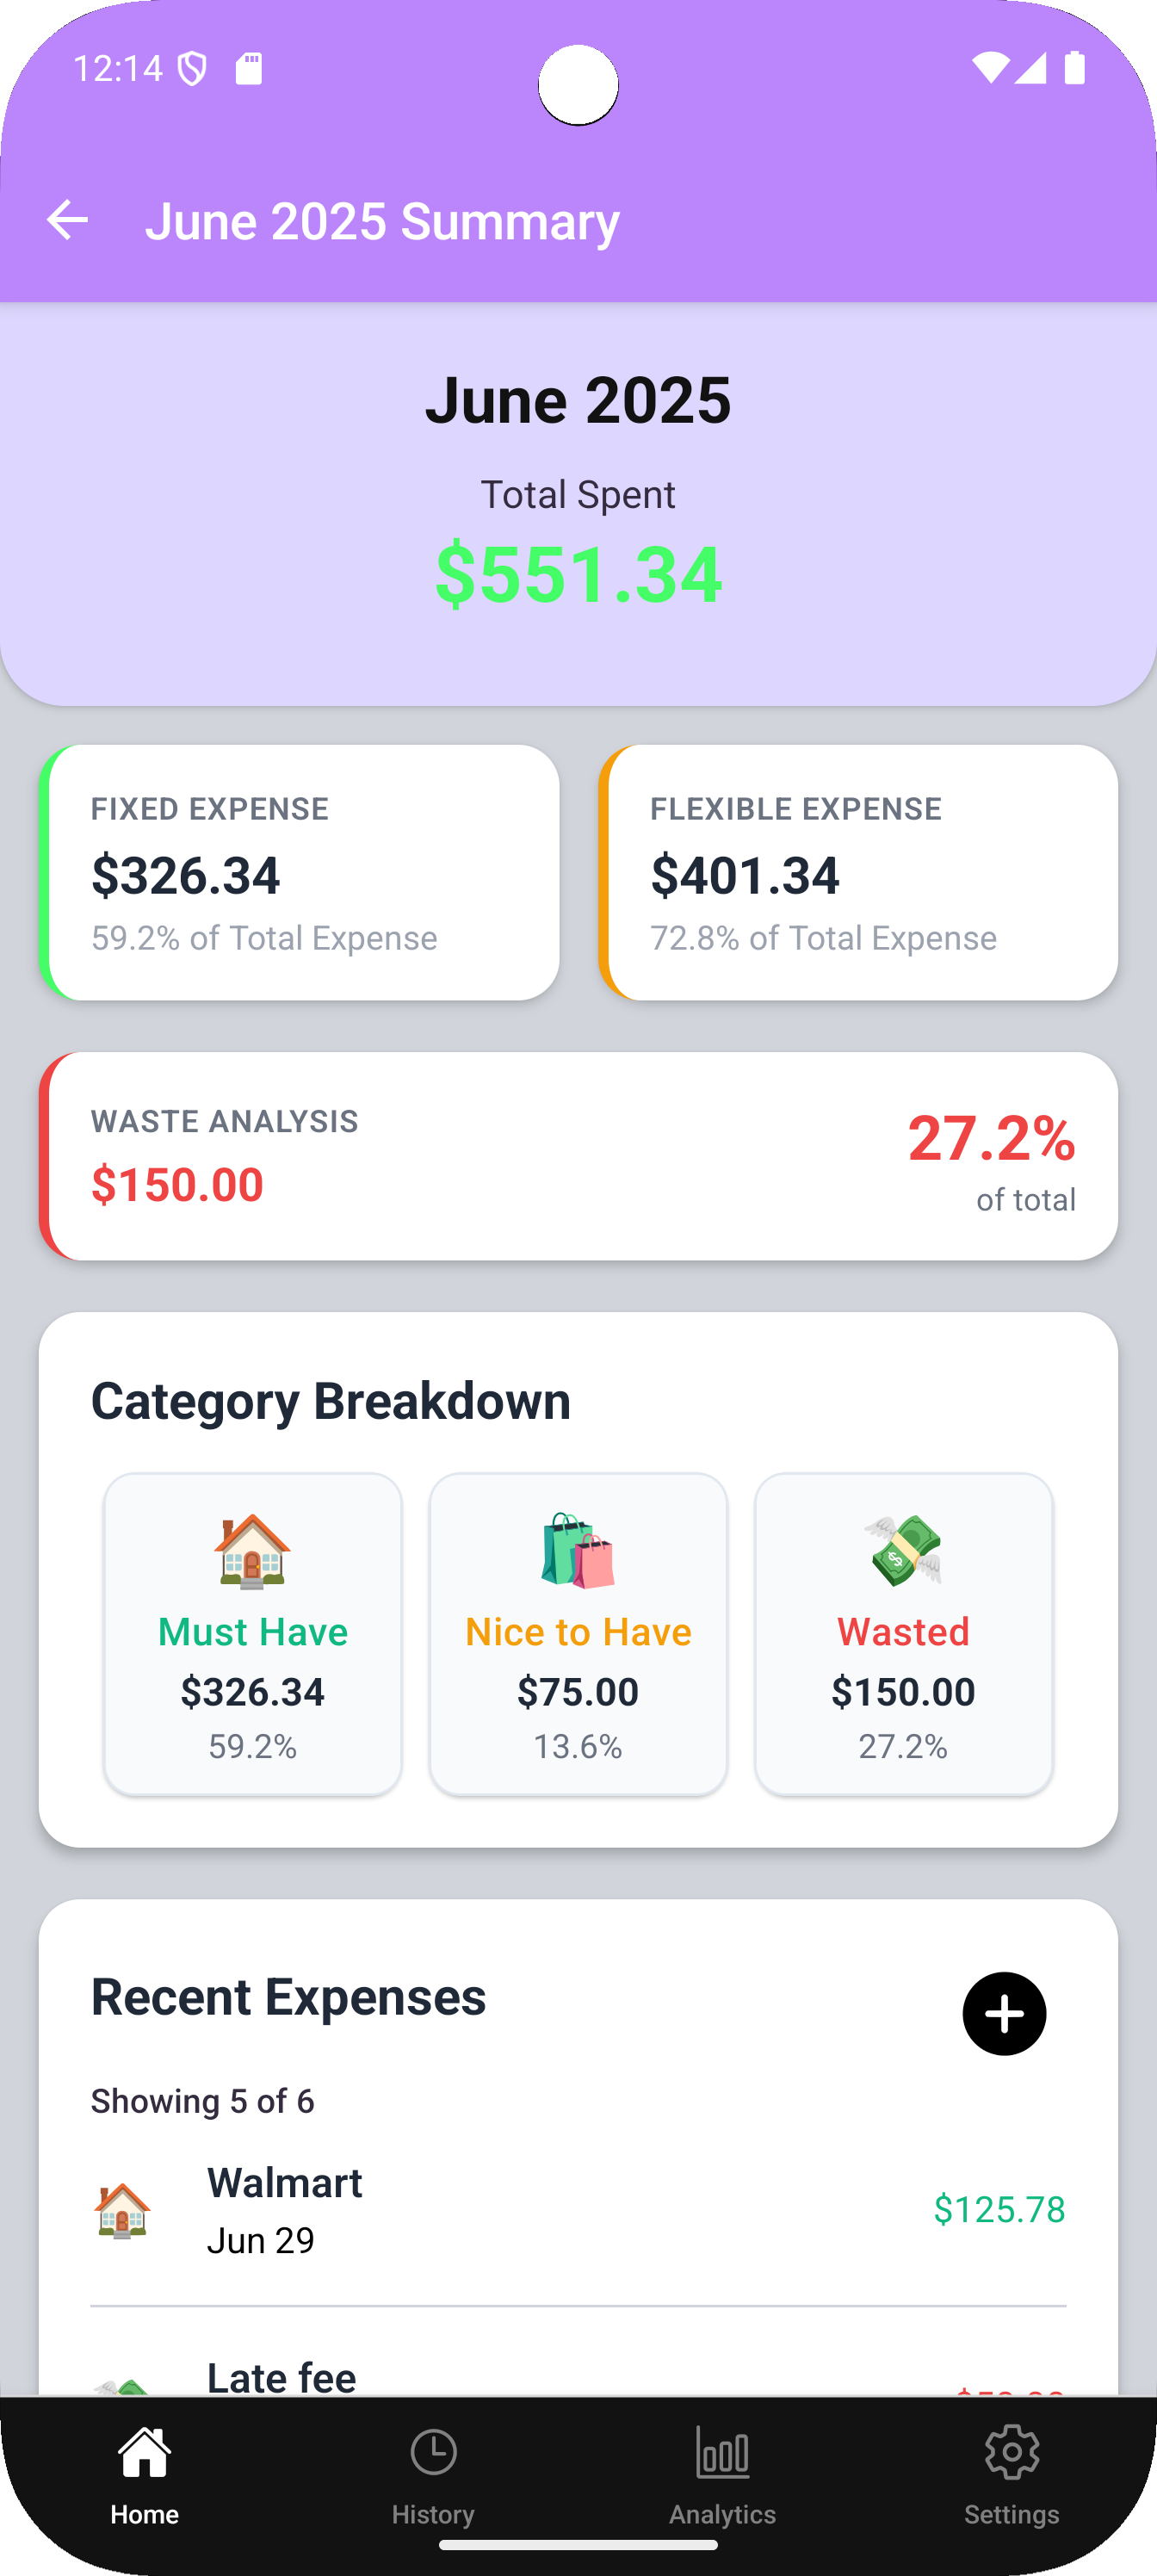 12:14
June 2025 Summary
June 2025
Total Spent
$551.34
FIXED EXPENSE
$326.34
59.2% of Total Expense
FLEXIBLE EXPENSE
$401.34
72.8% of Total Expense
WASTE ANALYSIS
$150.00
27.2%
of total
Category Breakdown
Must Have
$326.34
59.2%
Nice to Have
$75.00
13.6%
Wasted
$150.00
27.2%
Recent Expenses
Showing 5 of 6
Walmart
Jun 29
$125.78
Late fee
Home
History
Analytics
Settings